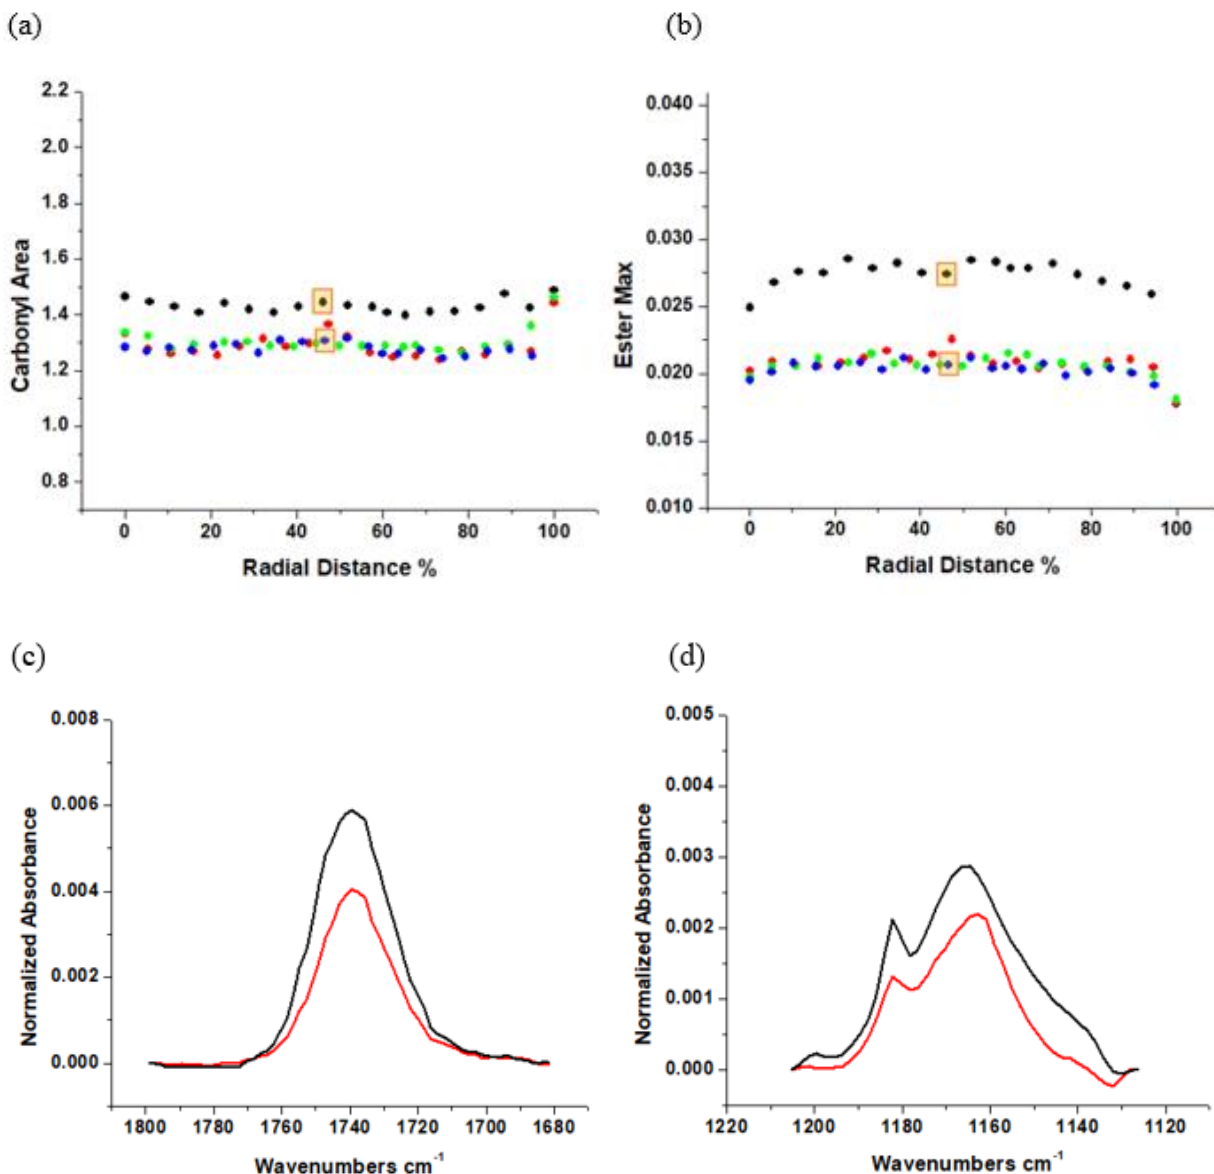 (a)
(b)
2.2
2.0
1.8
1.6
1.4
1.2
1.0
0.8
Carbonyl Area
0 20 40 60 80 100
Radial Distance %
0.040
0.035
0.030
0.025
0.020
0.015
0.010
Ester Max
0 20 40 60 80 100
Radial Distance %
(c)
(d)
0.008
0.006
0.004
0.002
0.000
Normalized Absorbance
1800 1780 1760 1740 1720 1700 1680
Wavenumbers cm⁻¹
0.005
0.004
0.003
0.002
0.001
0.000
Normalized Absorbance
1220 1200 1180 1160 1140 1120
Wavenumbers cm⁻¹